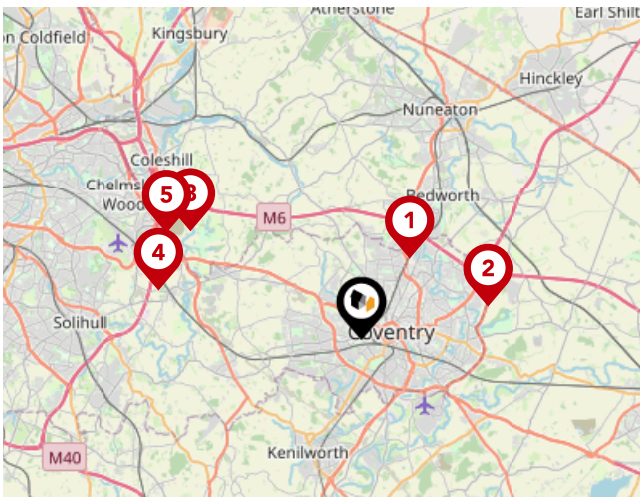 Atherstone
Earl Shilt
on Coldfield
Kingsbury
Hinckley
Nuneaton
Coleshill
Chelms
Wood
5
3
Bedworth
M6
1
4
2
Solihull
Coventry
M40
Kenilworth